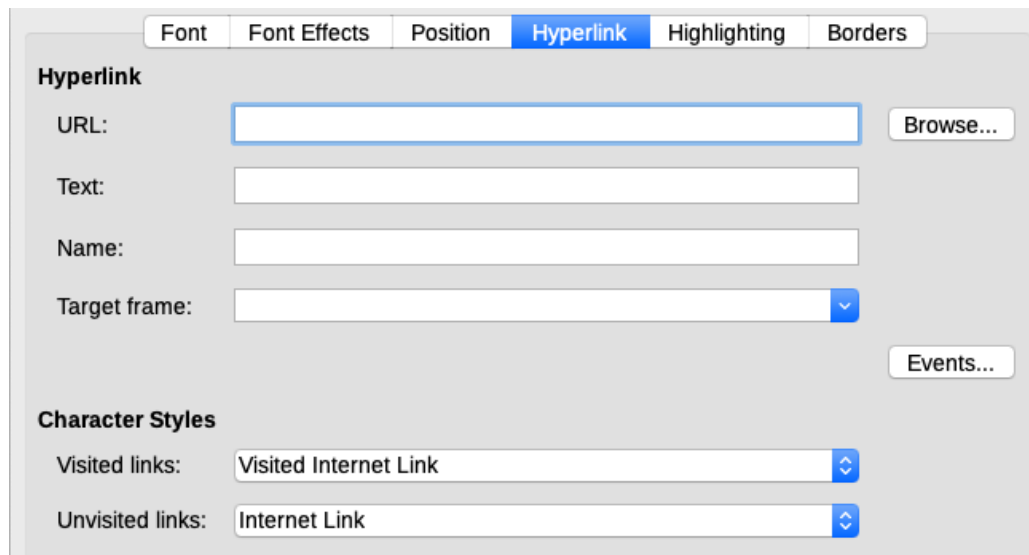 Font Font Effects Position Hyperlink Highlighting Borders
Hyperlink
URL: Browse...
Text:
Name:
Target frame:
Events...
Character Styles
Visited links: Visited Internet Link
Unvisited links: Internet Link